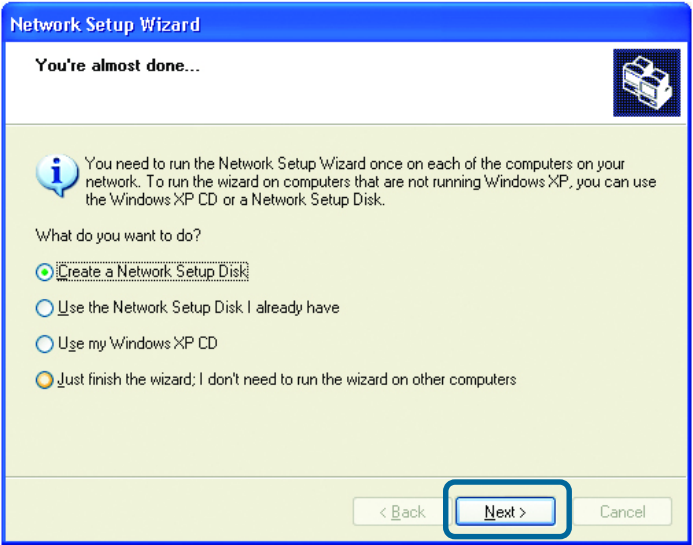 Network Setup Wizard
You're almost done...
You need to run the Network Setup Wizard once on each of the computers on your
network. To run the wizard on computers that are not running Windows XP, you can use
the Windows XP CD or a Network Setup Disk.
What do you want to do?
Create a Network Setup Disk
Use the Network Setup Disk I already have
Use my Windows XP CD
Just finish the wizard; I don't need to run the wizard on other computers
< Back
Next >
Cancel